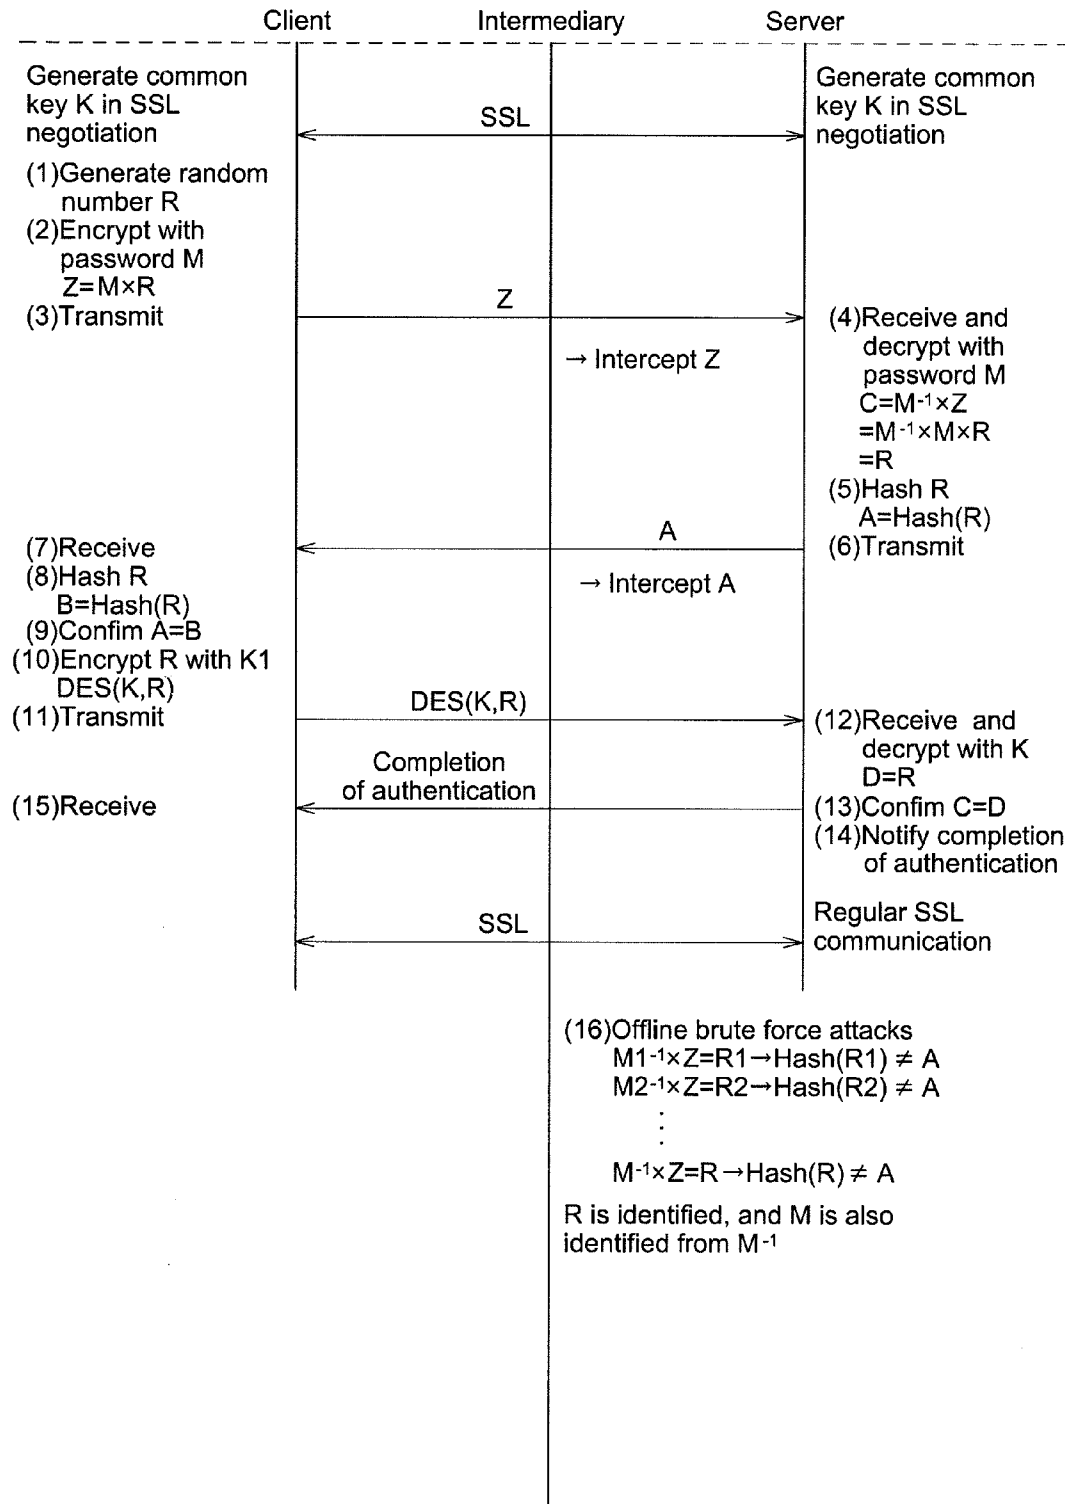 Client Intermediary Server
Generate common
key K in SSL
negotiation
SSL
Generate common
key K in SSL
negotiation
(1)Generate random
number R
(2)Encrypt with
password M
Z=M×R
(3)Transmit
Z
→ Intercept Z
(4)Receive and
decrypt with
password M
C=M⁻¹×Z
=M⁻¹×M×R
=R
(5)Hash R
A=Hash(R)
(6)Transmit
A
→ Intercept A
(7)Receive
(8)Hash R
B=Hash(R)
(9)Confim A=B
(10)Encrypt R with K1
DES(K,R)
(11)Transmit
DES(K,R)
(12)Receive and
decrypt with K
D=R
(13)Confim C=D
(14)Notify completion
of authentication
Completion
of authentication
(15)Receive
SSL
Regular SSL
communication
(16)Offline brute force attacks
M1⁻¹×Z=R1→Hash(R1) ≠ A
M2⁻¹×Z=R2→Hash(R2) ≠ A
⋮
M⁻¹×Z=R→Hash(R) ≠ A
R is identified, and M is also
identified from M⁻¹